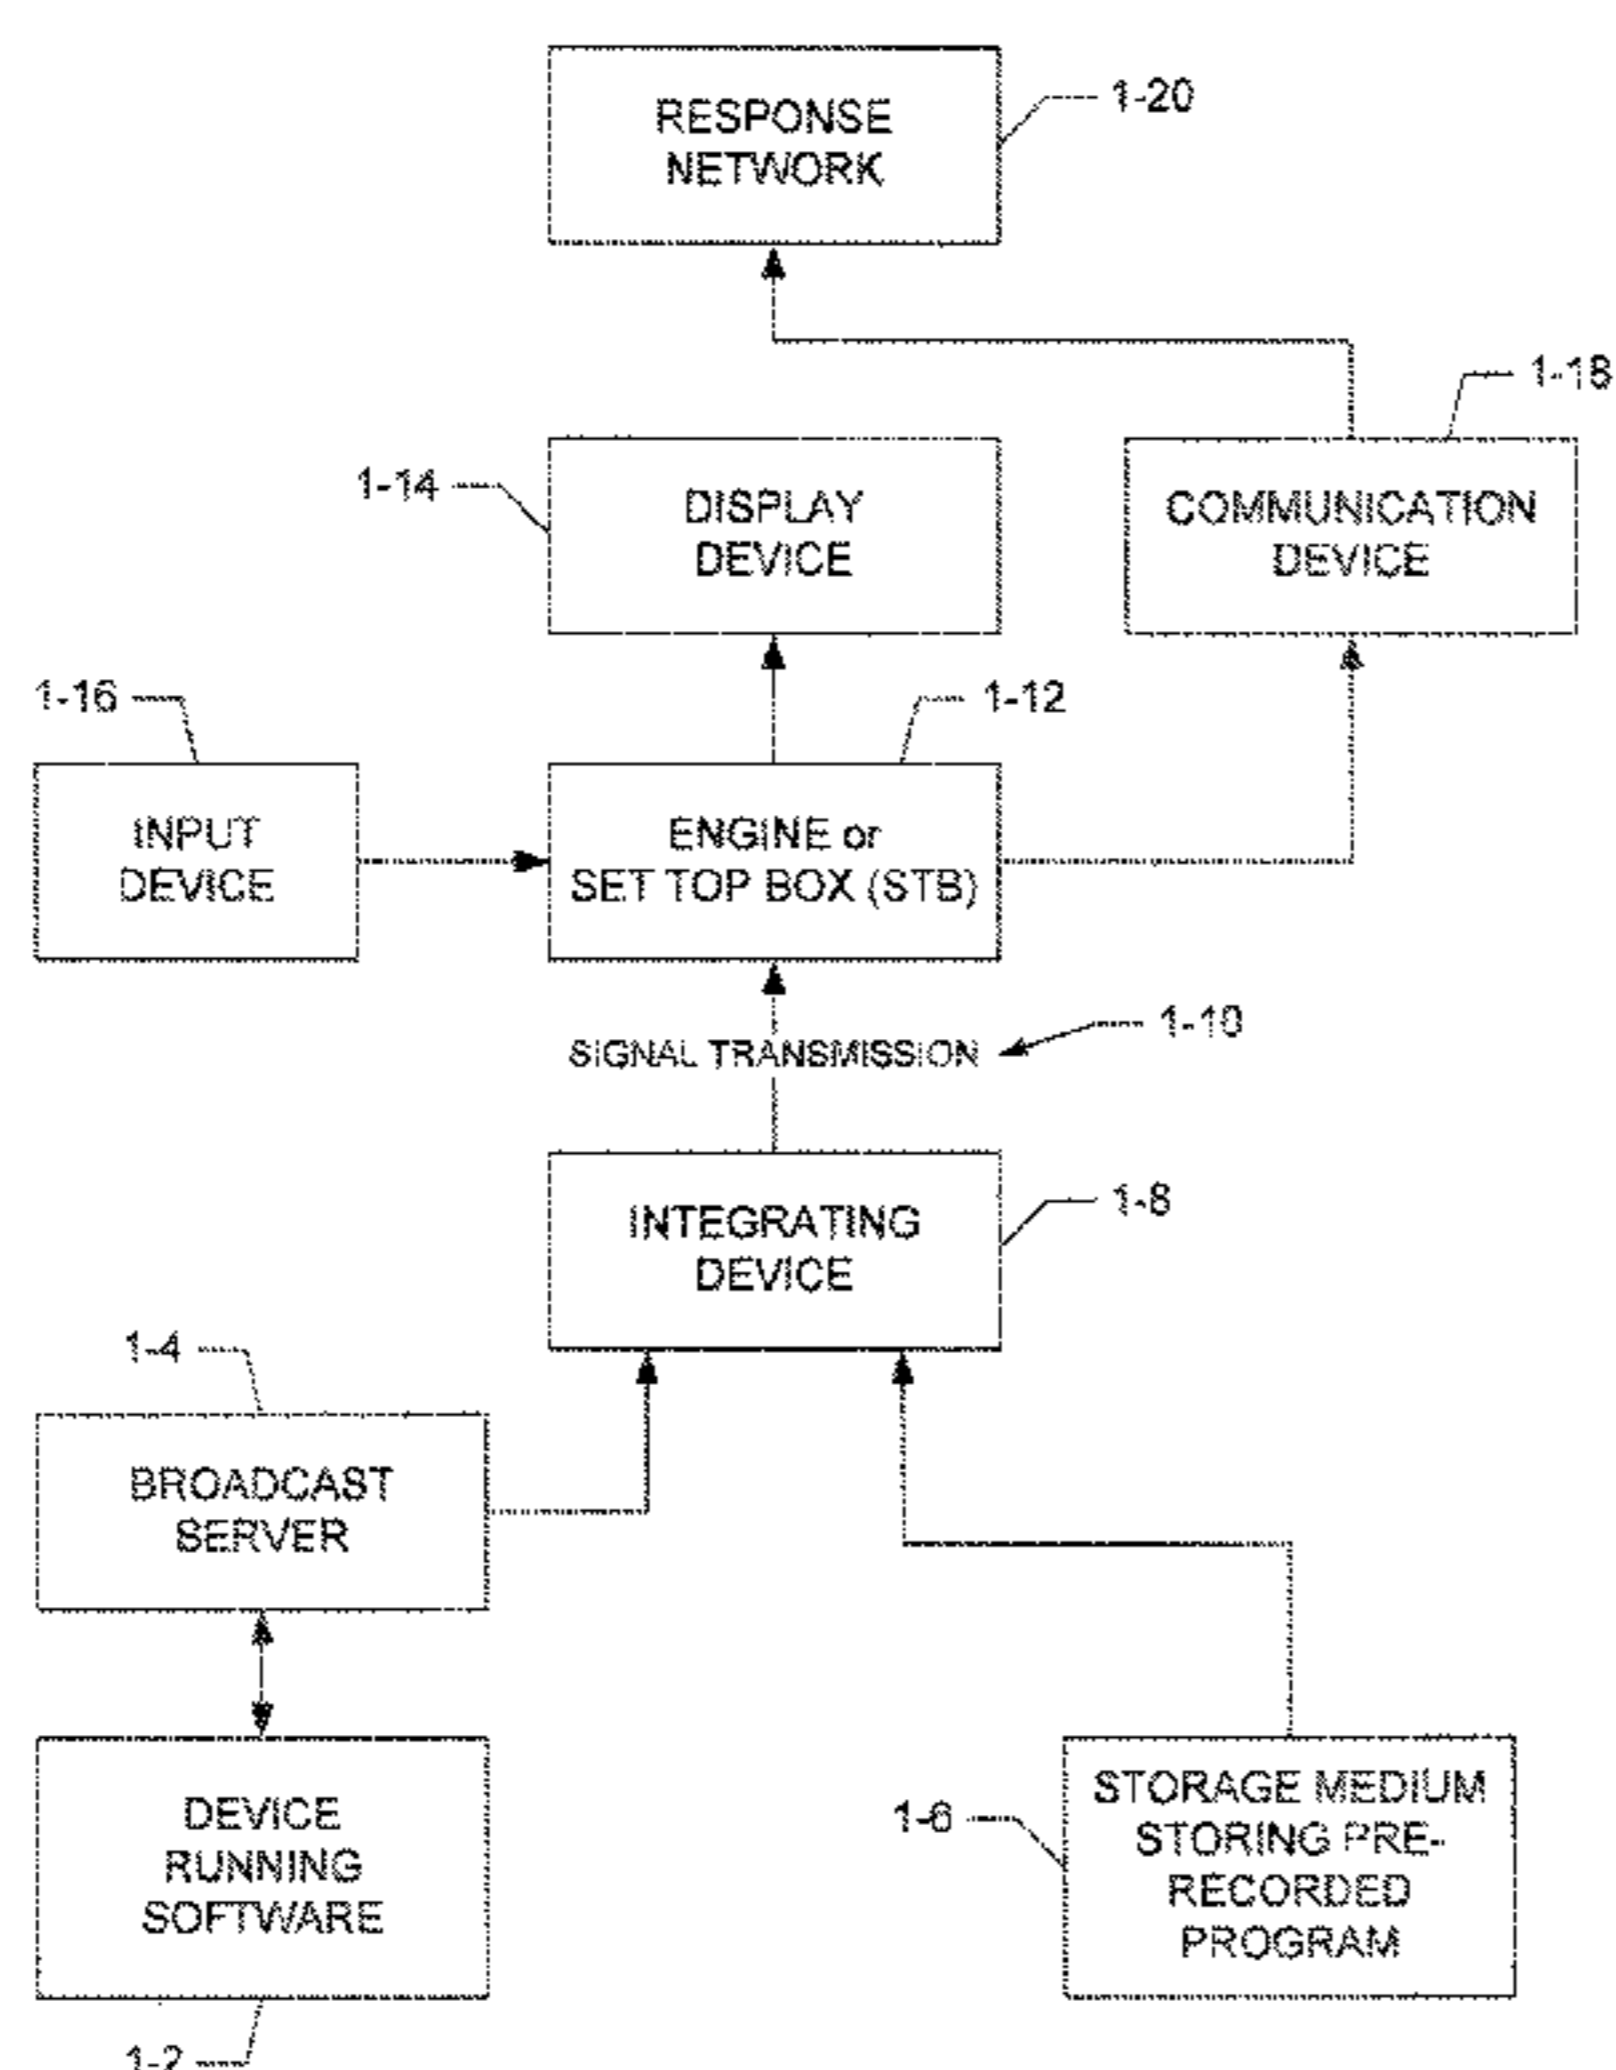 RESPONSE
NETWORK
1-20
1-18
1-14
DISPLAY
DEVICE
COMMUNICATION
DEVICE
1-16
1-12
INPUT
DEVICE
ENGINE or
SET TOP BOX (STB)
SIGNAL TRANSMISSION
1-10
INTEGRATING
DEVICE
1-8
1-4
BROADCAST
SERVER
DEVICE
RUNNING
SOFTWARE
1-6
STORAGE MEDIUM
STORING PRE-
RECORDED
PROGRAM
1-2